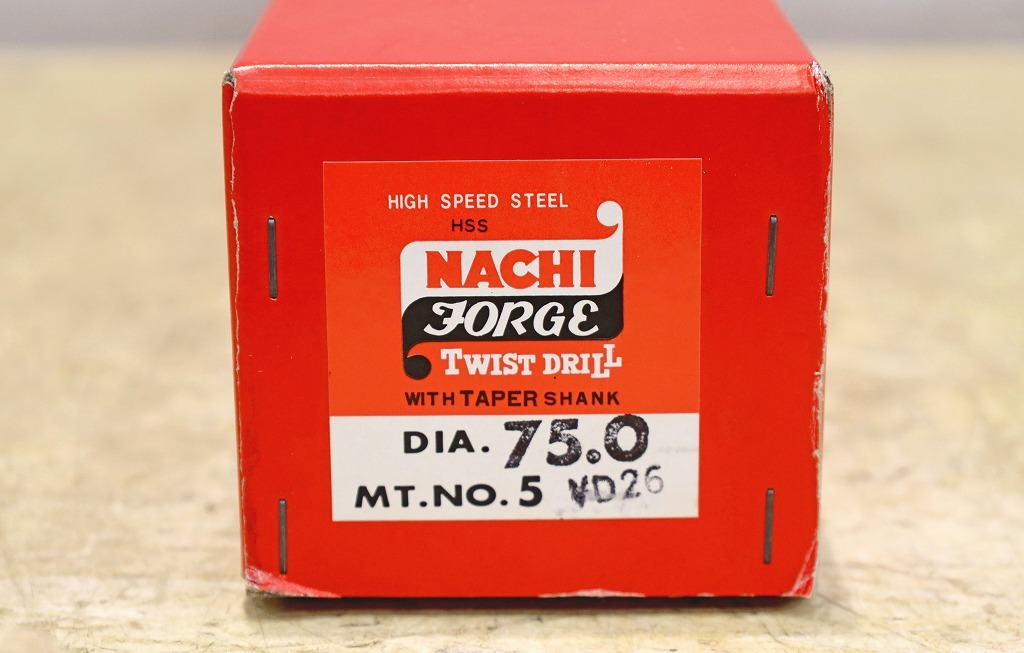 HIGH SPEED STEEL
HSS
NACHI
FORGE
TWIST DRILL
WITH TAPER SHANK
DIA. 75.0
MT.NO.5 VD26